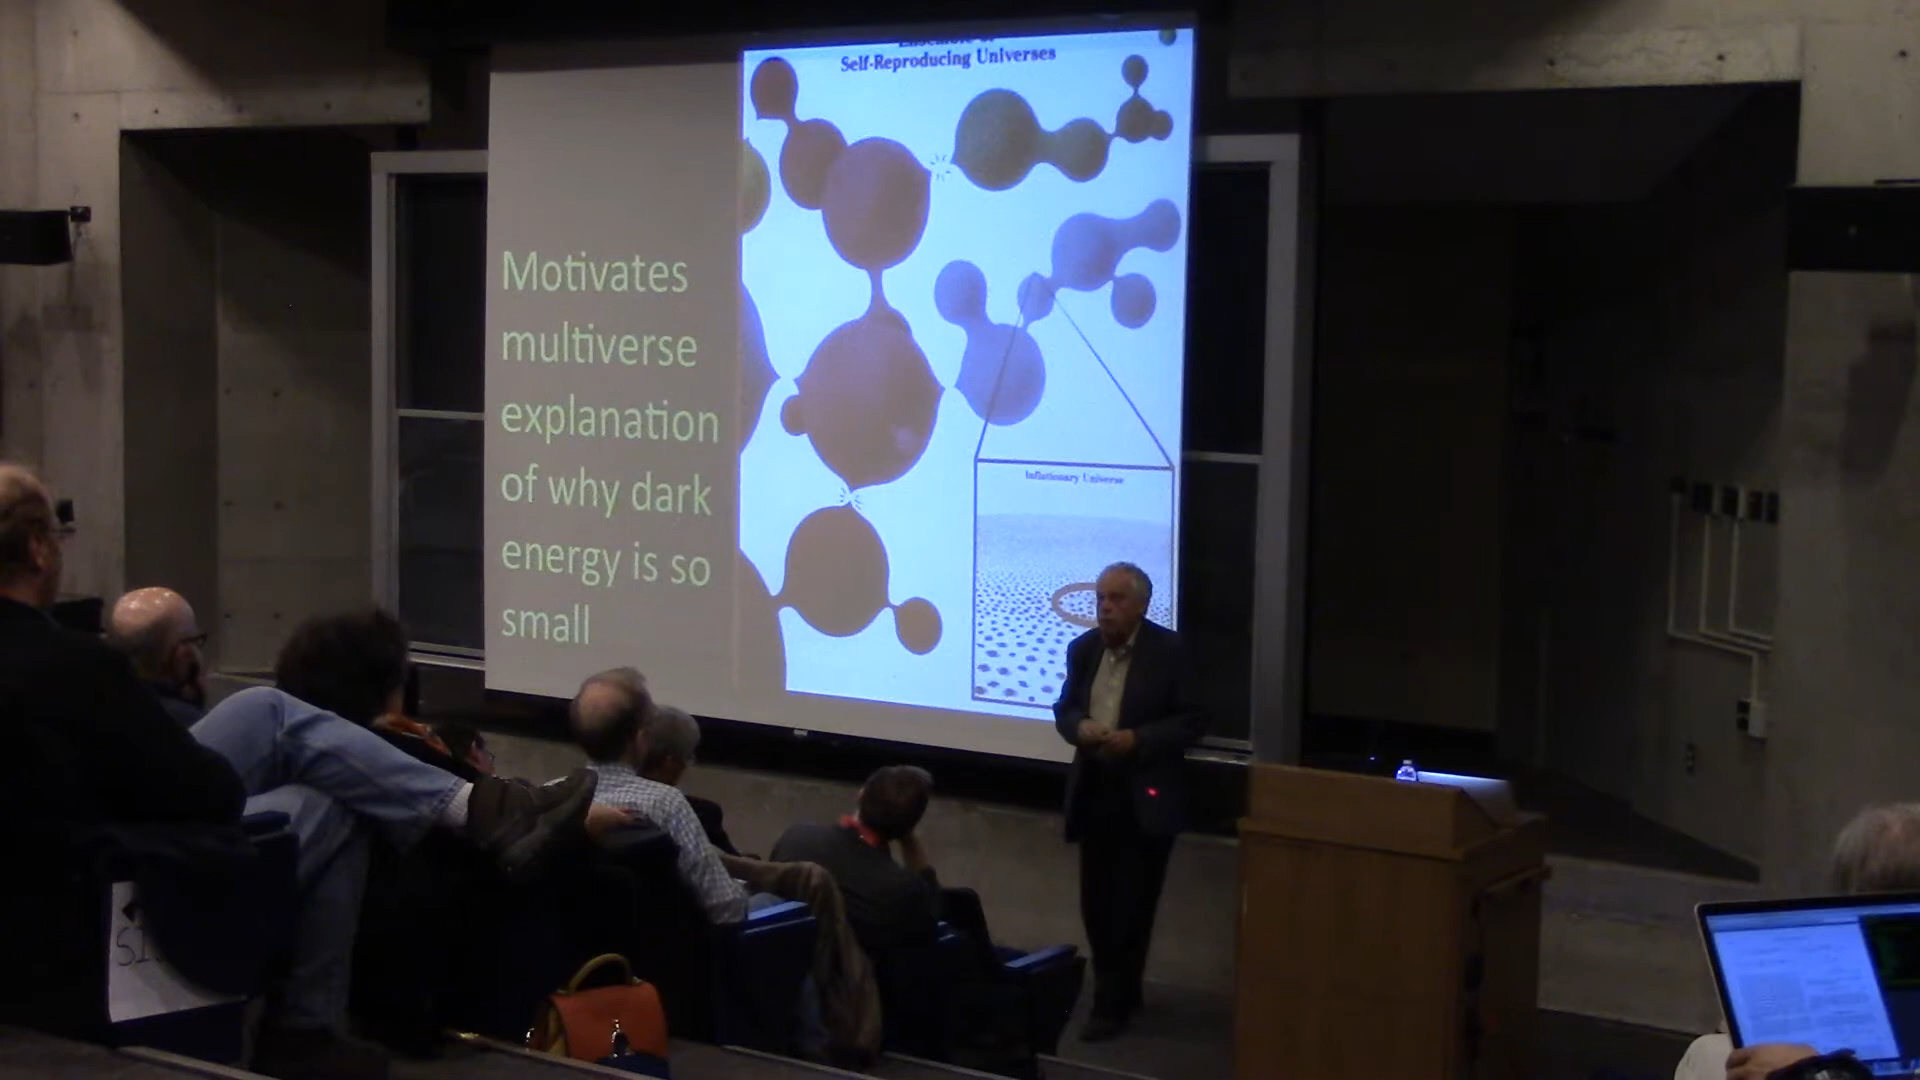 Self-Reproducing Universes
Motivates
multiverse
explanation
of why dark
energy is so
small
Inflationary Universe